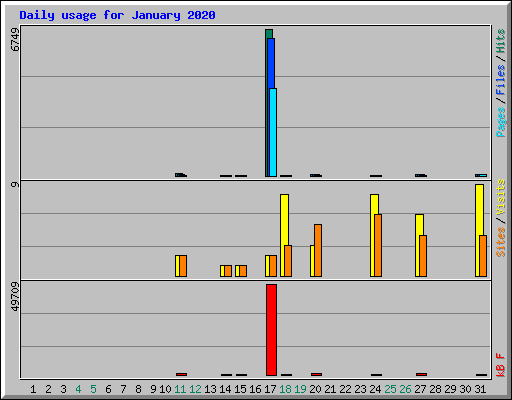 Daily usage for January 2020
6749
Pages / Files / Hits
9
Sites / Visits
49709
kB F
1 2 3 4 5 6 7 8 9 10 11 12 13 14 15 16 17 18 19 20 21 22 23 24 25 26 27 28 29 30 31